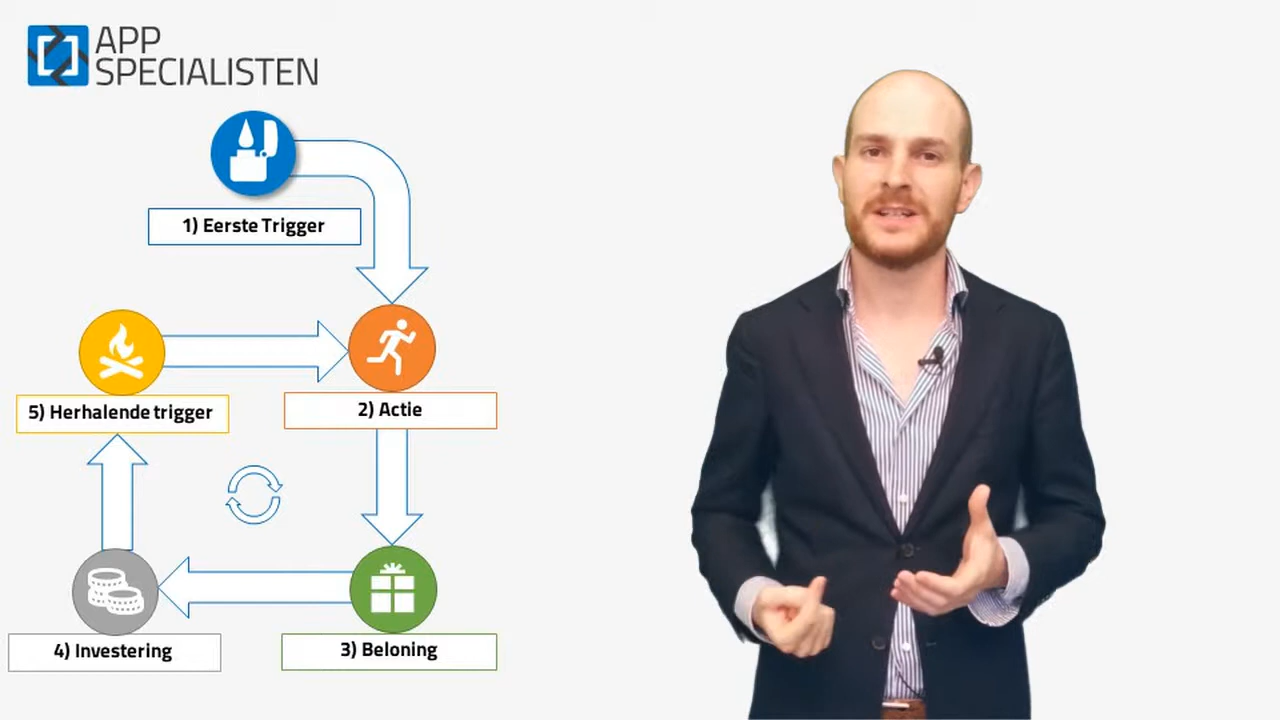 APP
SPECIALISTEN
1) Eerste Trigger
5) Herhalende trigger
2) Actie
4) Investering
3) Beloning